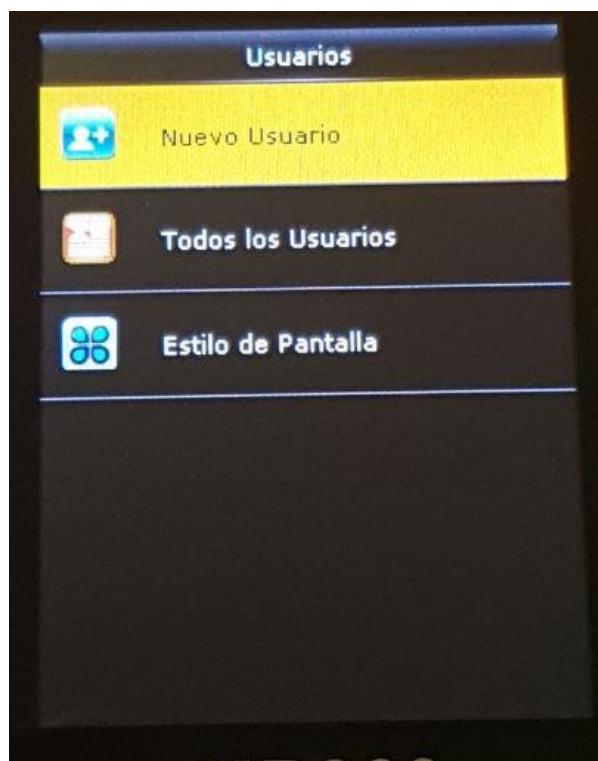 Usuarios
Nuevo Usuario
Todos los Usuarios
Estilo de Pantalla